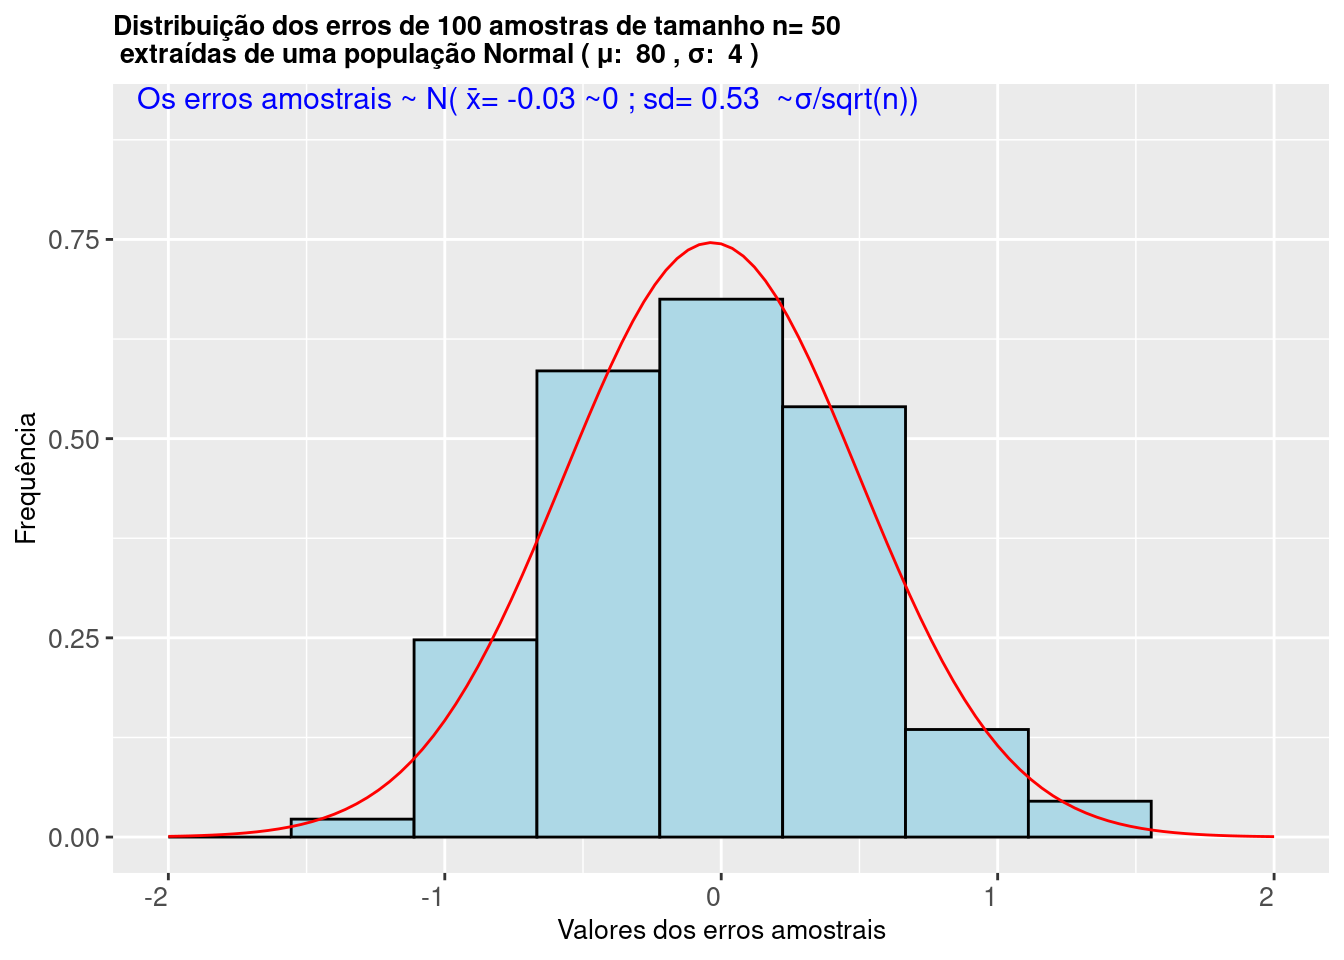 Distribuição dos erros de 100 amostras de tamanho n= 50
extraídas de uma população Normal ( μ:  80 , σ:  4 )
Os erros amostrais ~ N( x̄= -0.03 ~0 ; sd= 0.53  ~σ/sqrt(n))
Frequência
0.75
0.50
0.25
0.00
-2
-1
0
1
2
Valores dos erros amostrais